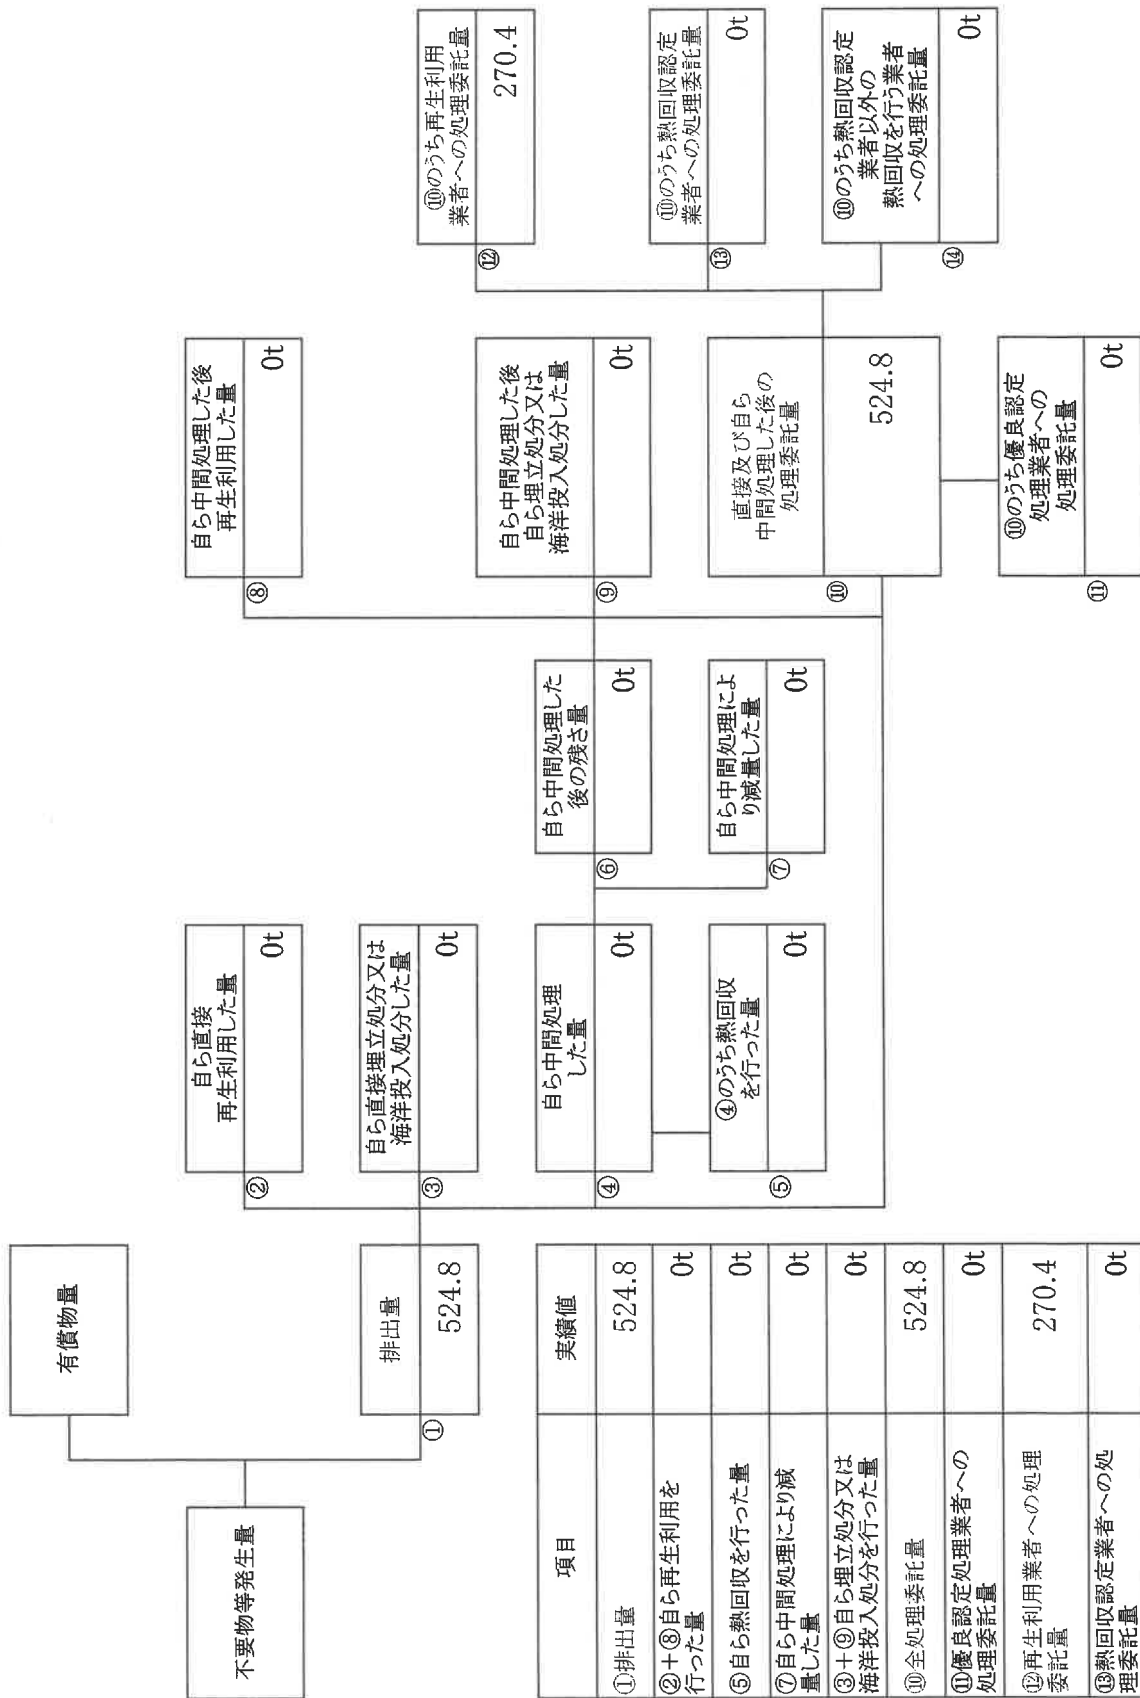 不要物等発生量
有償物量
排出量
①
524.8
自ら直接
再生利用した量
②
0t
自ら直接埋立処分又は
海洋投入処分した量
③
0t
自ら中間処理
した量
④
0t
④のうち熱回収
を行った量
⑤
0t
自ら中間処理した
後の残さ量
⑥
0t
自ら中間処理によ
り減量した量
⑦
0t
自ら中間処理した後
再生利用した量
⑧
0t
自ら中間処理した後
自ら埋立処分又は
海洋投入処分した量
⑨
0t
直接及び自ら
中間処理した後の
処理委託量
⑩
524.8
⑩のうち優良認定
処理業者への
処理委託量
⑪
0t
⑩のうち再生利用
業者への処理委託量
⑫
270.4
⑩のうち熱回収認定
業者への処理委託量
⑬
0t
⑩のうち熱回収認定
業者以外の
熱回収を行う業者
への処理委託量
⑭
0t
項目 実績値
①排出量 524.8
②+⑧自ら再生利用を
行った量 0t
⑤自ら熱回収を行った量 0t
⑦自ら中間処理により減
量した量 0t
③+⑨自ら埋立処分又は
海洋投入処分を行った量 0t
⑩全処理委託量 524.8
⑪優良認定処理業者への
処理委託量 0t
⑫再生利用業者への処理
委託量 270.4
⑬熱回収認定業者への処
理委託量 0t